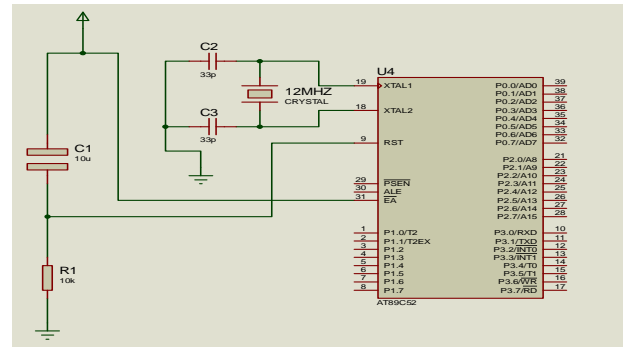 C2
33p
12MHZ
CRYSTAL
C3
33p
C1
10u
R1
10k
U4
19 XTAL1
18 XTAL2
9 RST
29 PSEN
30 ALE
31 EA
1 P1.0/T2
2 P1.1/T2EX
3 P1.2
4 P1.3
5 P1.4
6 P1.5
7 P1.6
8 P1.7
P0.0/AD0 39
P0.1/AD1 38
P0.2/AD2 37
P0.3/AD3 36
P0.4/AD4 35
P0.5/AD5 34
P0.6/AD6 33
P0.7/AD7 32
P2.0/A8 21
P2.1/A9 22
P2.2/A10 23
P2.3/A11 24
P2.4/A12 25
P2.5/A13 26
P2.6/A14 27
P2.7/A15 28
P3.0/RXD 10
P3.1/TXD 11
P3.2/INT0 12
P3.3/INT1 13
P3.4/T0 14
P3.5/T1 15
P3.6/WR 16
P3.7/RD 17
AT89C52